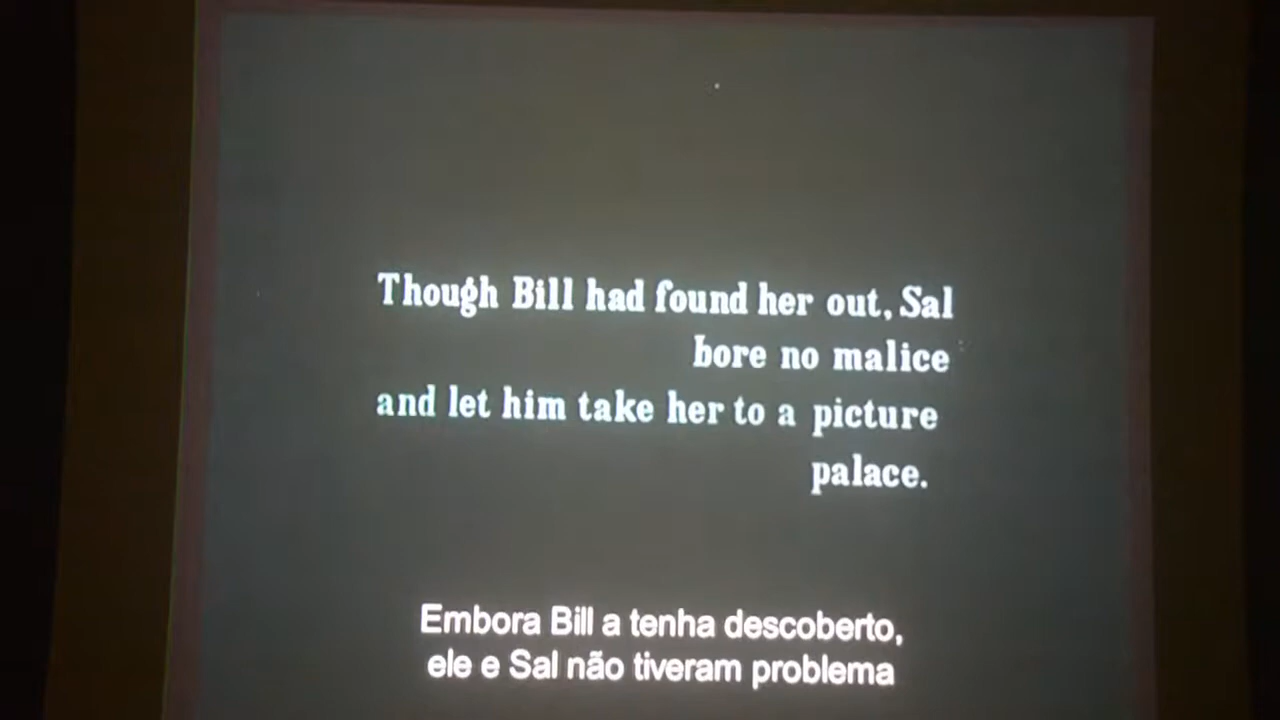 Though Bill had found her out, Sal
bore no malice
and let him take her to a picture
palace.
Embora Bill a tenha descoberto,
ele e Sal não tiveram problema